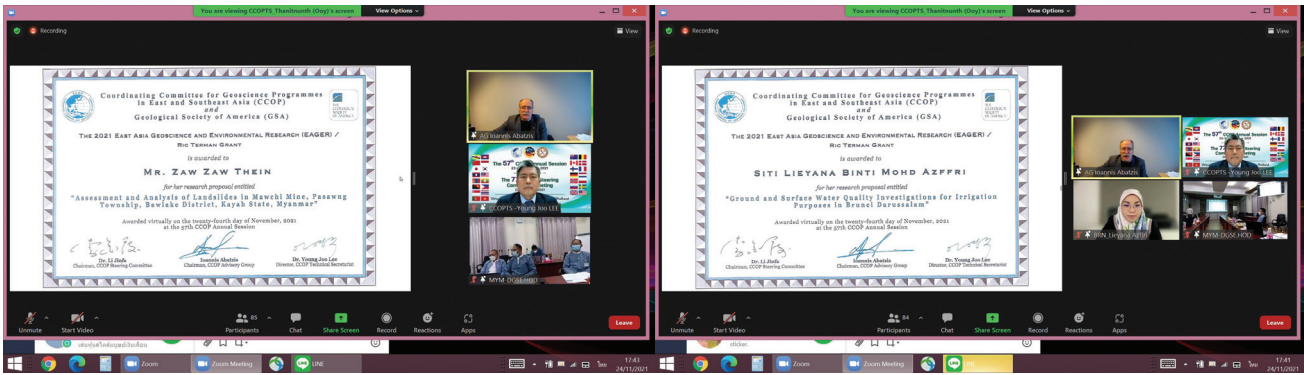 You are viewing CCOPTS_Thanitnunth (Ooy)'s screen
View Options
Recording
View
Coordinating Committee for Geoscience Programmes
in East and Southeast Asia (CCOP)
and
Geological Society of America (GSA)
THE 2021 EAST ASIA GEOSCIENCE AND ENVIRONMENTAL RESEARCH (EAGER) /
RIC TERMAN GRANT
is awarded to
MR. ZAW ZAW THEIN
for her research proposal entitled
"Assessment and Analysis of Landslides in Mawchi Mine, Pasawng
Township, Bawlake District, Kayah State, Myanmar"
Awarded virtually on the twenty-fourth day of November, 2021
at the 57th CCOP Annual Session
Dr. Li Jinfa
Chairman, CCOP Steering Committee
Ioannis Abatzis
Chairman, CCOP Advisory Group
Dr. Young Joo Lee
Director, CCOP Technical Secretariat
AG Ioannis Abatzis
CCOPTS -Young Joo LEE
MYM-DGSE.HOD
Unmute
Start Video
85
Participants
Chat
Share Screen
Record
Reactions
Apps
Leave
Zoom
Zoom Meeting
LINE
ไทย
17:43
24/11/2021
You are viewing CCOPTS_Thanitnunth (Ooy)'s screen
View Options
Recording
View
Coordinating Committee for Geoscience Programmes
in East and Southeast Asia (CCOP)
and
Geological Society of America (GSA)
THE 2021 EAST ASIA GEOSCIENCE AND ENVIRONMENTAL RESEARCH (EAGER) /
RIC TERMAN GRANT
is awarded to
SITI LIEYANA BINTI MOHD AZFFRI
for her research proposal entitled
"Ground and Surface Water Quality Investigations for Irrigation
Purposes in Brunei Darussalam"
Awarded virtually on the twenty-fourth day of November, 2021
at the 57th CCOP Annual Session
Dr. Li Jinfa
Chairman, CCOP Steering Committee
Ioannis Abatzis
Chairman, CCOP Advisory Group
Dr. Young Joo Lee
Director, CCOP Technical Secretariat
AG Ioannis Abatzis
CCOPTS -Young Joo LEE
BRN_Lieyana Azffri
MYM-DGSE.HOD
Unmute
Start Video
84
Participants
Chat
Share Screen
Record
Reactions
Apps
Leave
sticker.
Zoom
Zoom Meeting
LINE
ไทย
17:41
24/11/2021